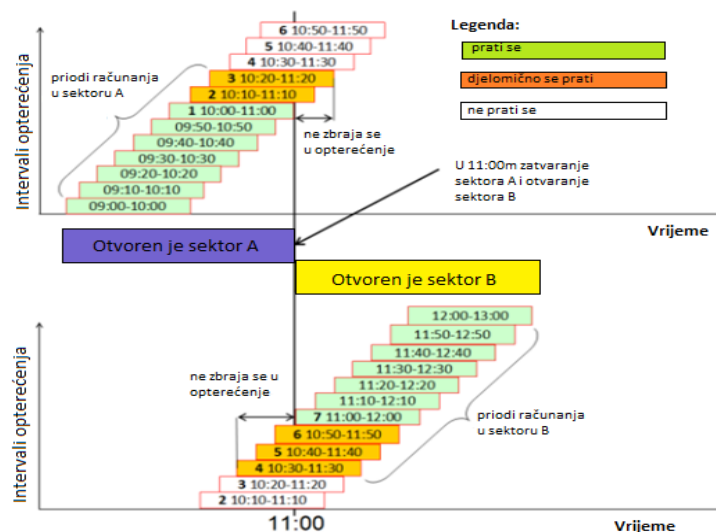 Intervali opterećenja
6 10:50-11:50
5 10:40-11:40
4 10:30-11:30
3 10:20-11:20
2 10:10-11:10
1 10:00-11:00
09:50-10:50
09:40-10:40
09:30-10:30
09:20-10:20
09:10-10:10
09:00-10:00
priodi računanja
u sektoru A
ne zbraja se
u opterećenje
Legenda:
prati se
djelomično se prati
ne prati se
U 11:00m zatvaranje
sektora A i otvaranje
sektora B
Vrijeme
Otvoren je sektor A
Otvoren je sektor B
Intervali opterećenja
12:00-13:00
11:50-12:50
11:40-12:40
11:30-12:30
11:20-12:20
11:10-12:10
7 11:00-12:00
6 10:50-11:50
5 10:40-11:40
4 10:30-11:30
3 10:20-11:20
2 10:10-11:10
ne zbraja se u
opterećenje
priodi računanja
u sektoru B
11:00
Vrijeme